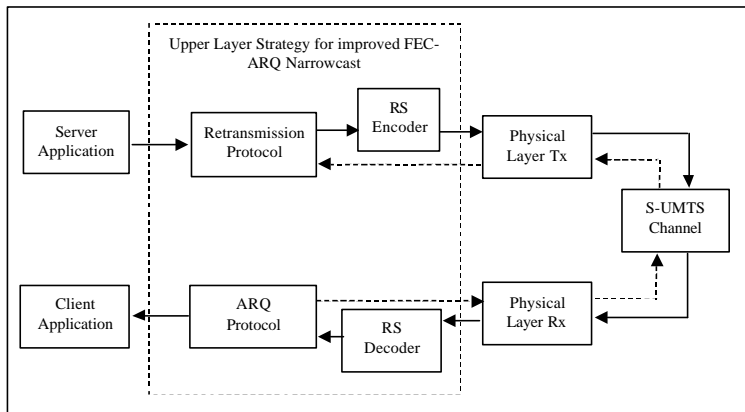 Upper Layer Strategy for improved FEC-
ARQ Narrowcast
RS
Encoder
Server
Application
Retransmission
Protocol
Physical
Layer Tx
S-UMTS
Channel
Client
Application
ARQ
Protocol
RS
Decoder
Physical
Layer Rx